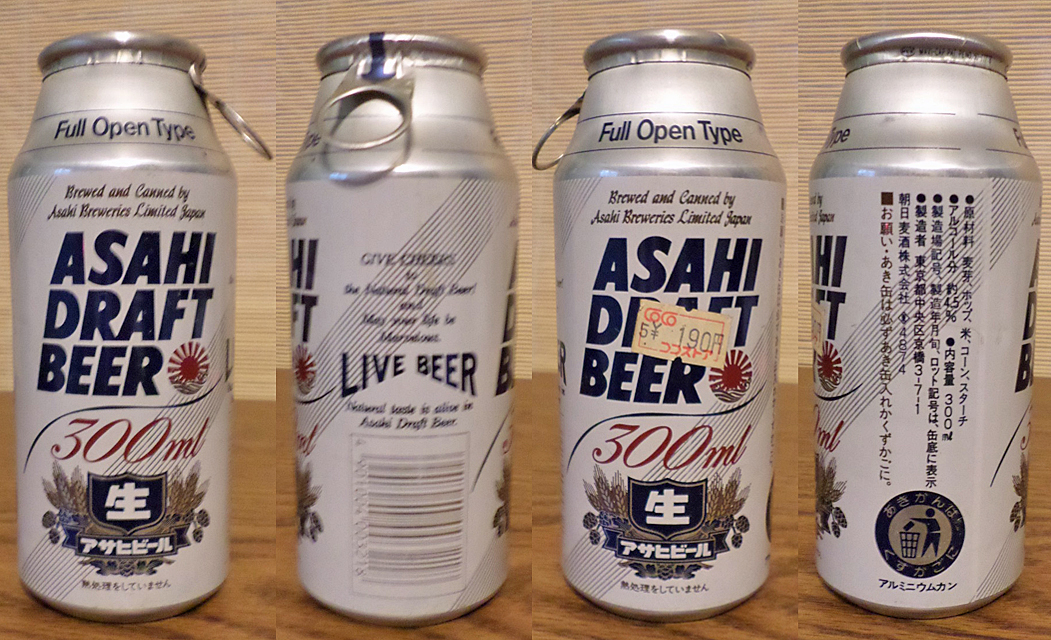 Full Open Type
Brewed and Canned by
Asahi Breweries Limited Japan
ASAHI
DRAFT
BEER
300ml
生
アサヒビール
熱処理をしていません
GIVE CHEERS
to
the National Draft Beer!
and
May your life be
Marvelous.
LIVE BEER
Natural taste is alive in
Asahi Draft Beer.
Full Open Type
Brewed and Canned by
Asahi Breweries Limited Japan
ASAHI
DRAFT
BEER
COCO
5 ¥ 190円
ココストア
300ml
生
アサヒビール
熱処理をしていません
●原材料 麦芽、ホップ、米、コーン、スターチ
●アルコール分 約4.5% ●内容量 300ml
●製造場記号、製造年月旬、ロット記号は、缶底に表示
●製造者 東京都中央区京橋3-7-1
朝日麦酒株式会社 4874
■お願い・あき缶は必ずあき缶入れかくずかごに。
あきかんは
くずかごに
アルミニウムカン